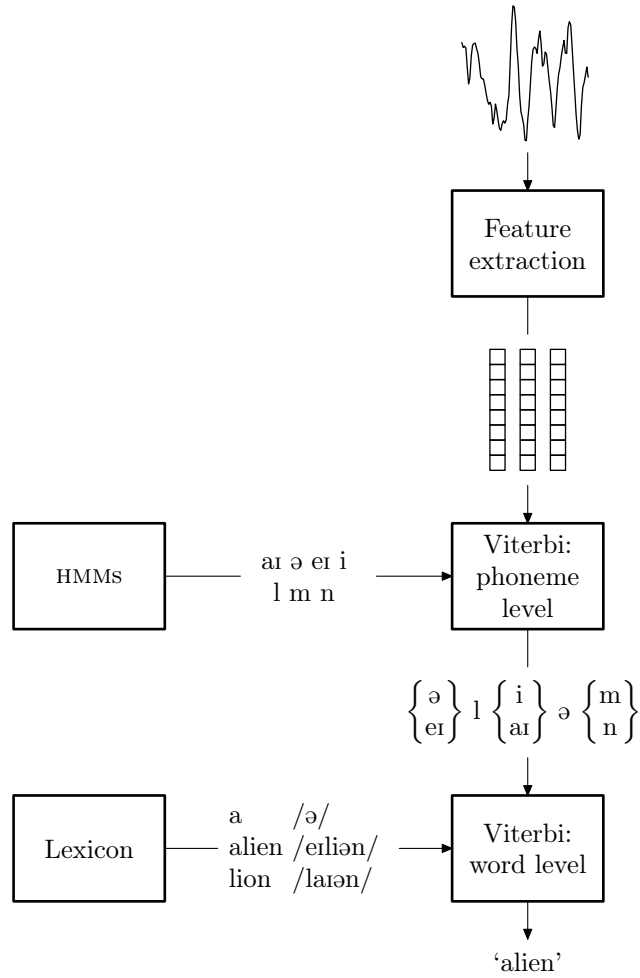 Feature
extraction
HMMs
aɪ ə eɪ i
l m n
Viterbi:
phoneme
level
{ə eɪ} l {i aɪ} ə {m n}
Lexicon
a /ə/
alien /eɪliən/
lion /laɪən/
Viterbi:
word level
‘alien’